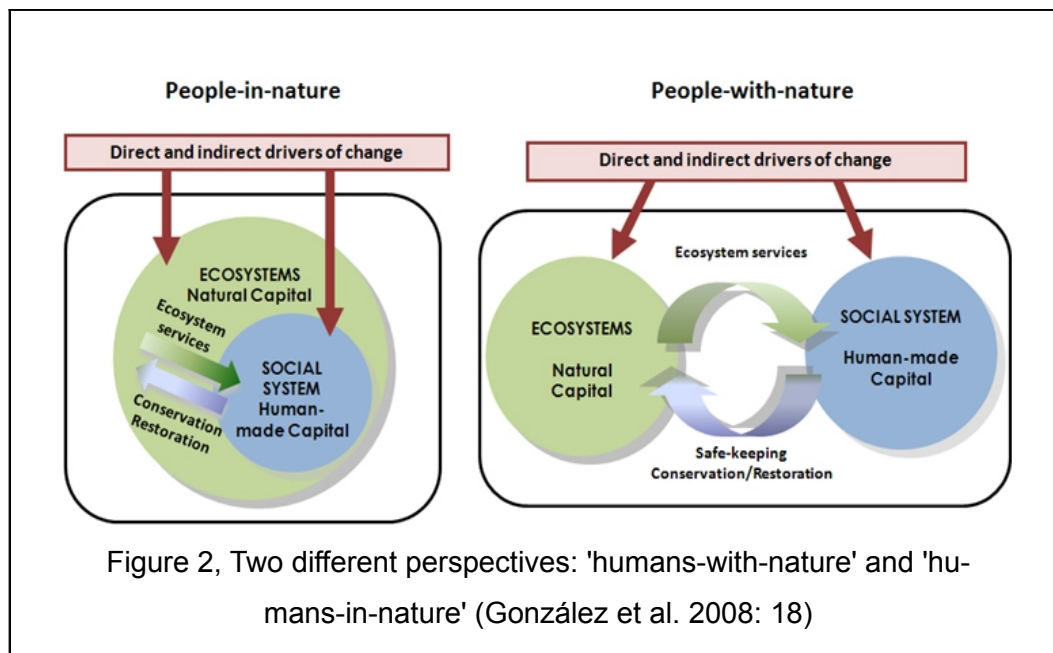 People-in-nature
Direct and indirect drivers of change
ECOSYSTEMS
Natural Capital
Ecosystem
services
SOCIAL
SYSTEM
Human-
made Capital
Conservation
Restoration
People-with-nature
Direct and indirect drivers of change
Ecosystem services
ECOSYSTEMS
Natural
Capital
SOCIAL SYSTEM
Human-made
Capital
Safe-keeping
Conservation/Restoration
Figure 2, Two different perspectives: 'humans-with-nature' and 'hu-
mans-in-nature' (González et al. 2008: 18)